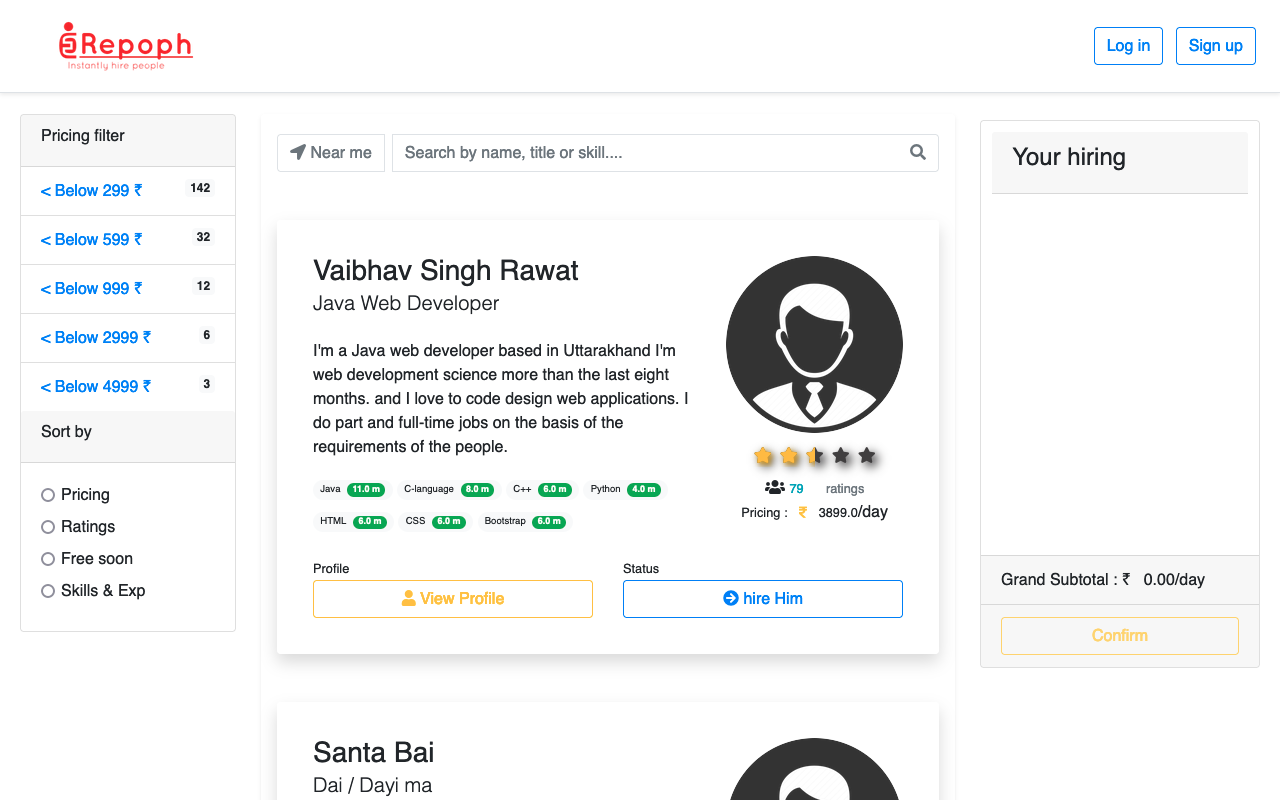 Repoph
Instantly hire people
Log in
Sign up
Pricing filter
< Below 299 ₹ 142
< Below 599 ₹ 32
< Below 999 ₹ 12
< Below 2999 ₹ 6
< Below 4999 ₹ 3
Sort by
Pricing
Ratings
Free soon
Skills & Exp
Near me
Search by name, title or skill....
Vaibhav Singh Rawat
Java Web Developer
I'm a Java web developer based in Uttarakhand I'm
web development science more than the last eight
months. and I love to code design web applications. I
do part and full-time jobs on the basis of the
requirements of the people.
Java 11.0 m C-language 8.0 m C++ 6.0 m Python 4.0 m
HTML 6.0 m CSS 6.0 m Bootstrap 6.0 m
79 ratings
Pricing : ₹ 3899.0/day
Profile
View Profile
Status
hire Him
Santa Bai
Dai / Dayi ma
Your hiring
Grand Subtotal : ₹ 0.00/day
Confirm